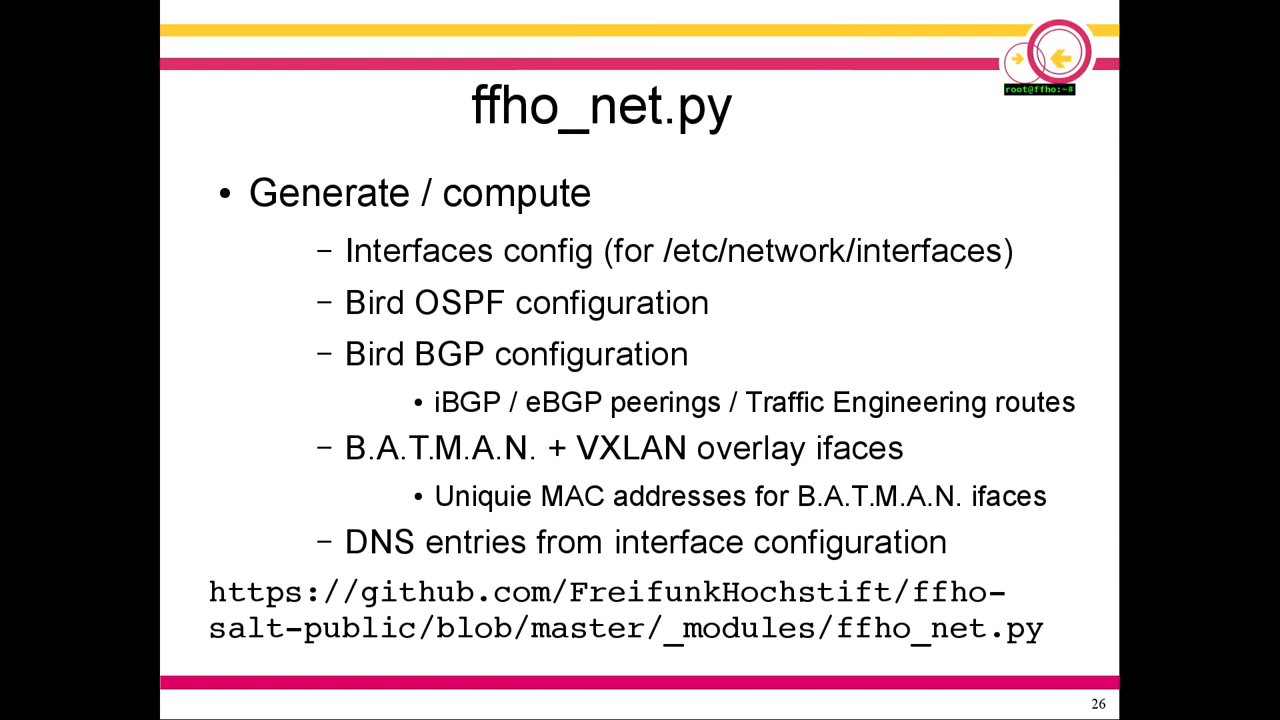 root@ffho:~#
ffho_net.py
• Generate / compute
– Interfaces config (for /etc/network/interfaces)
– Bird OSPF configuration
– Bird BGP configuration
• iBGP / eBGP peerings / Traffic Engineering routes
– B.A.T.M.A.N. + VXLAN overlay ifaces
• Uniquie MAC addresses for B.A.T.M.A.N. ifaces
– DNS entries from interface configuration
https://github.com/FreifunkHochstift/ffho-
salt-public/blob/master/_modules/ffho_net.py
26